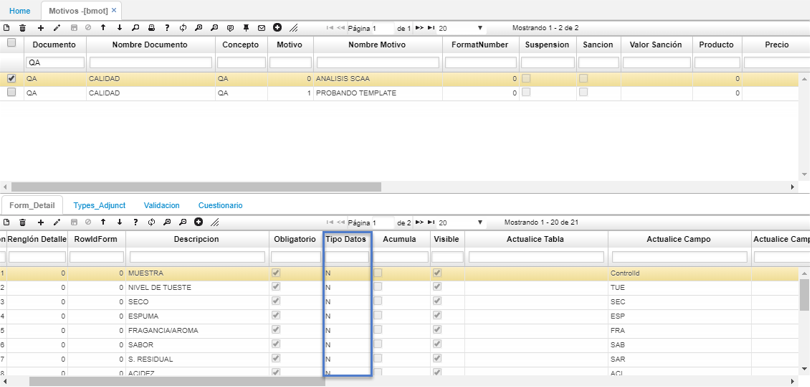 Home Motivos -[bmot] ×
Página 1 de 1 20 Mostrando 1 - 2 de 2
Documento Nombre Documento Concepto Motivo Nombre Motivo FormatNumber Suspension Sancion Valor Sanción Producto Precio
QA
QA CALIDAD QA 0 ANALISIS SCAA 0 0
QA CALIDAD QA 1 PROBANDO TEMPLATE 0 0
Form_Detail Types_Adjunct Validacion Cuestionario
Página 1 de 2 20 Mostrando 1 - 20 de 21
on Renglón Detalle RowIdForm Descripcion Obligatorio Tipo Datos Acumula Visible Actualice Tabla Actualice Campo Actualice Camp
1 0 0 MUESTRA N ControlId
2 0 0 NIVEL DE TUESTE N TUE
3 0 0 SECO N SEC
4 0 0 ESPUMA N ESP
5 0 0 FRAGANCIA/AROMA N FRA
6 0 0 SABOR N SAB
7 0 0 S. RESIDUAL N SAR
8 0 0 ACIDEZ N ACI